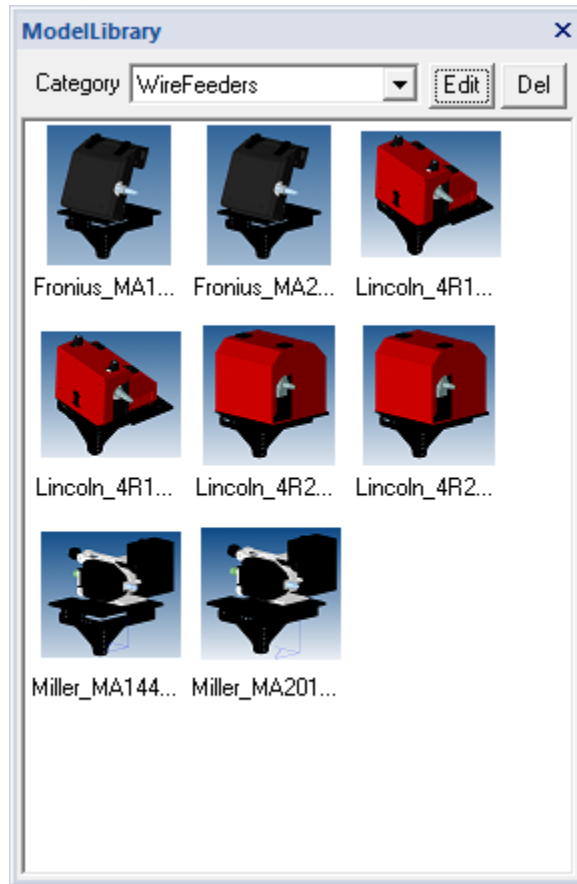 ModelLibrary
Category WireFeeders Edit Del
Fronius_MA1... Fronius_MA2... Lincoln_4R1...
Lincoln_4R1... Lincoln_4R2... Lincoln_4R2...
Miller_MA144... Miller_MA201...